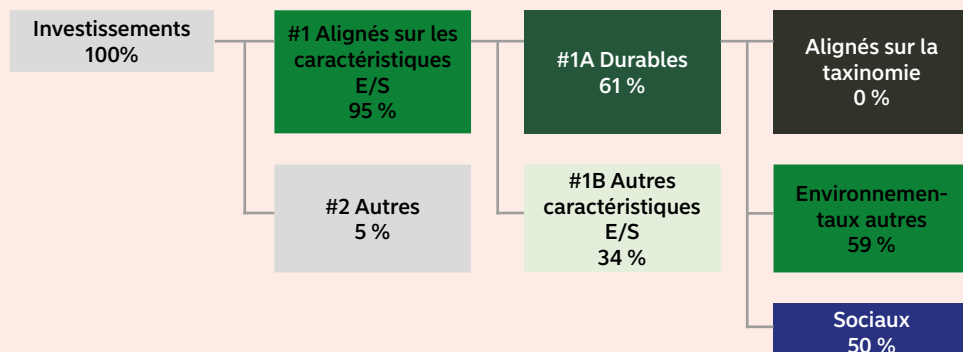 Investissements
100%
#1 Alignés sur les
caractéristiques
E/S
95 %
#1A Durables
61 %
Alignés sur la
taxinomie
0 %
#2 Autres
5 %
#1B Autres
caractéristiques
E/S
34 %
Environnemen-
taux autres
59 %
Sociaux
50 %